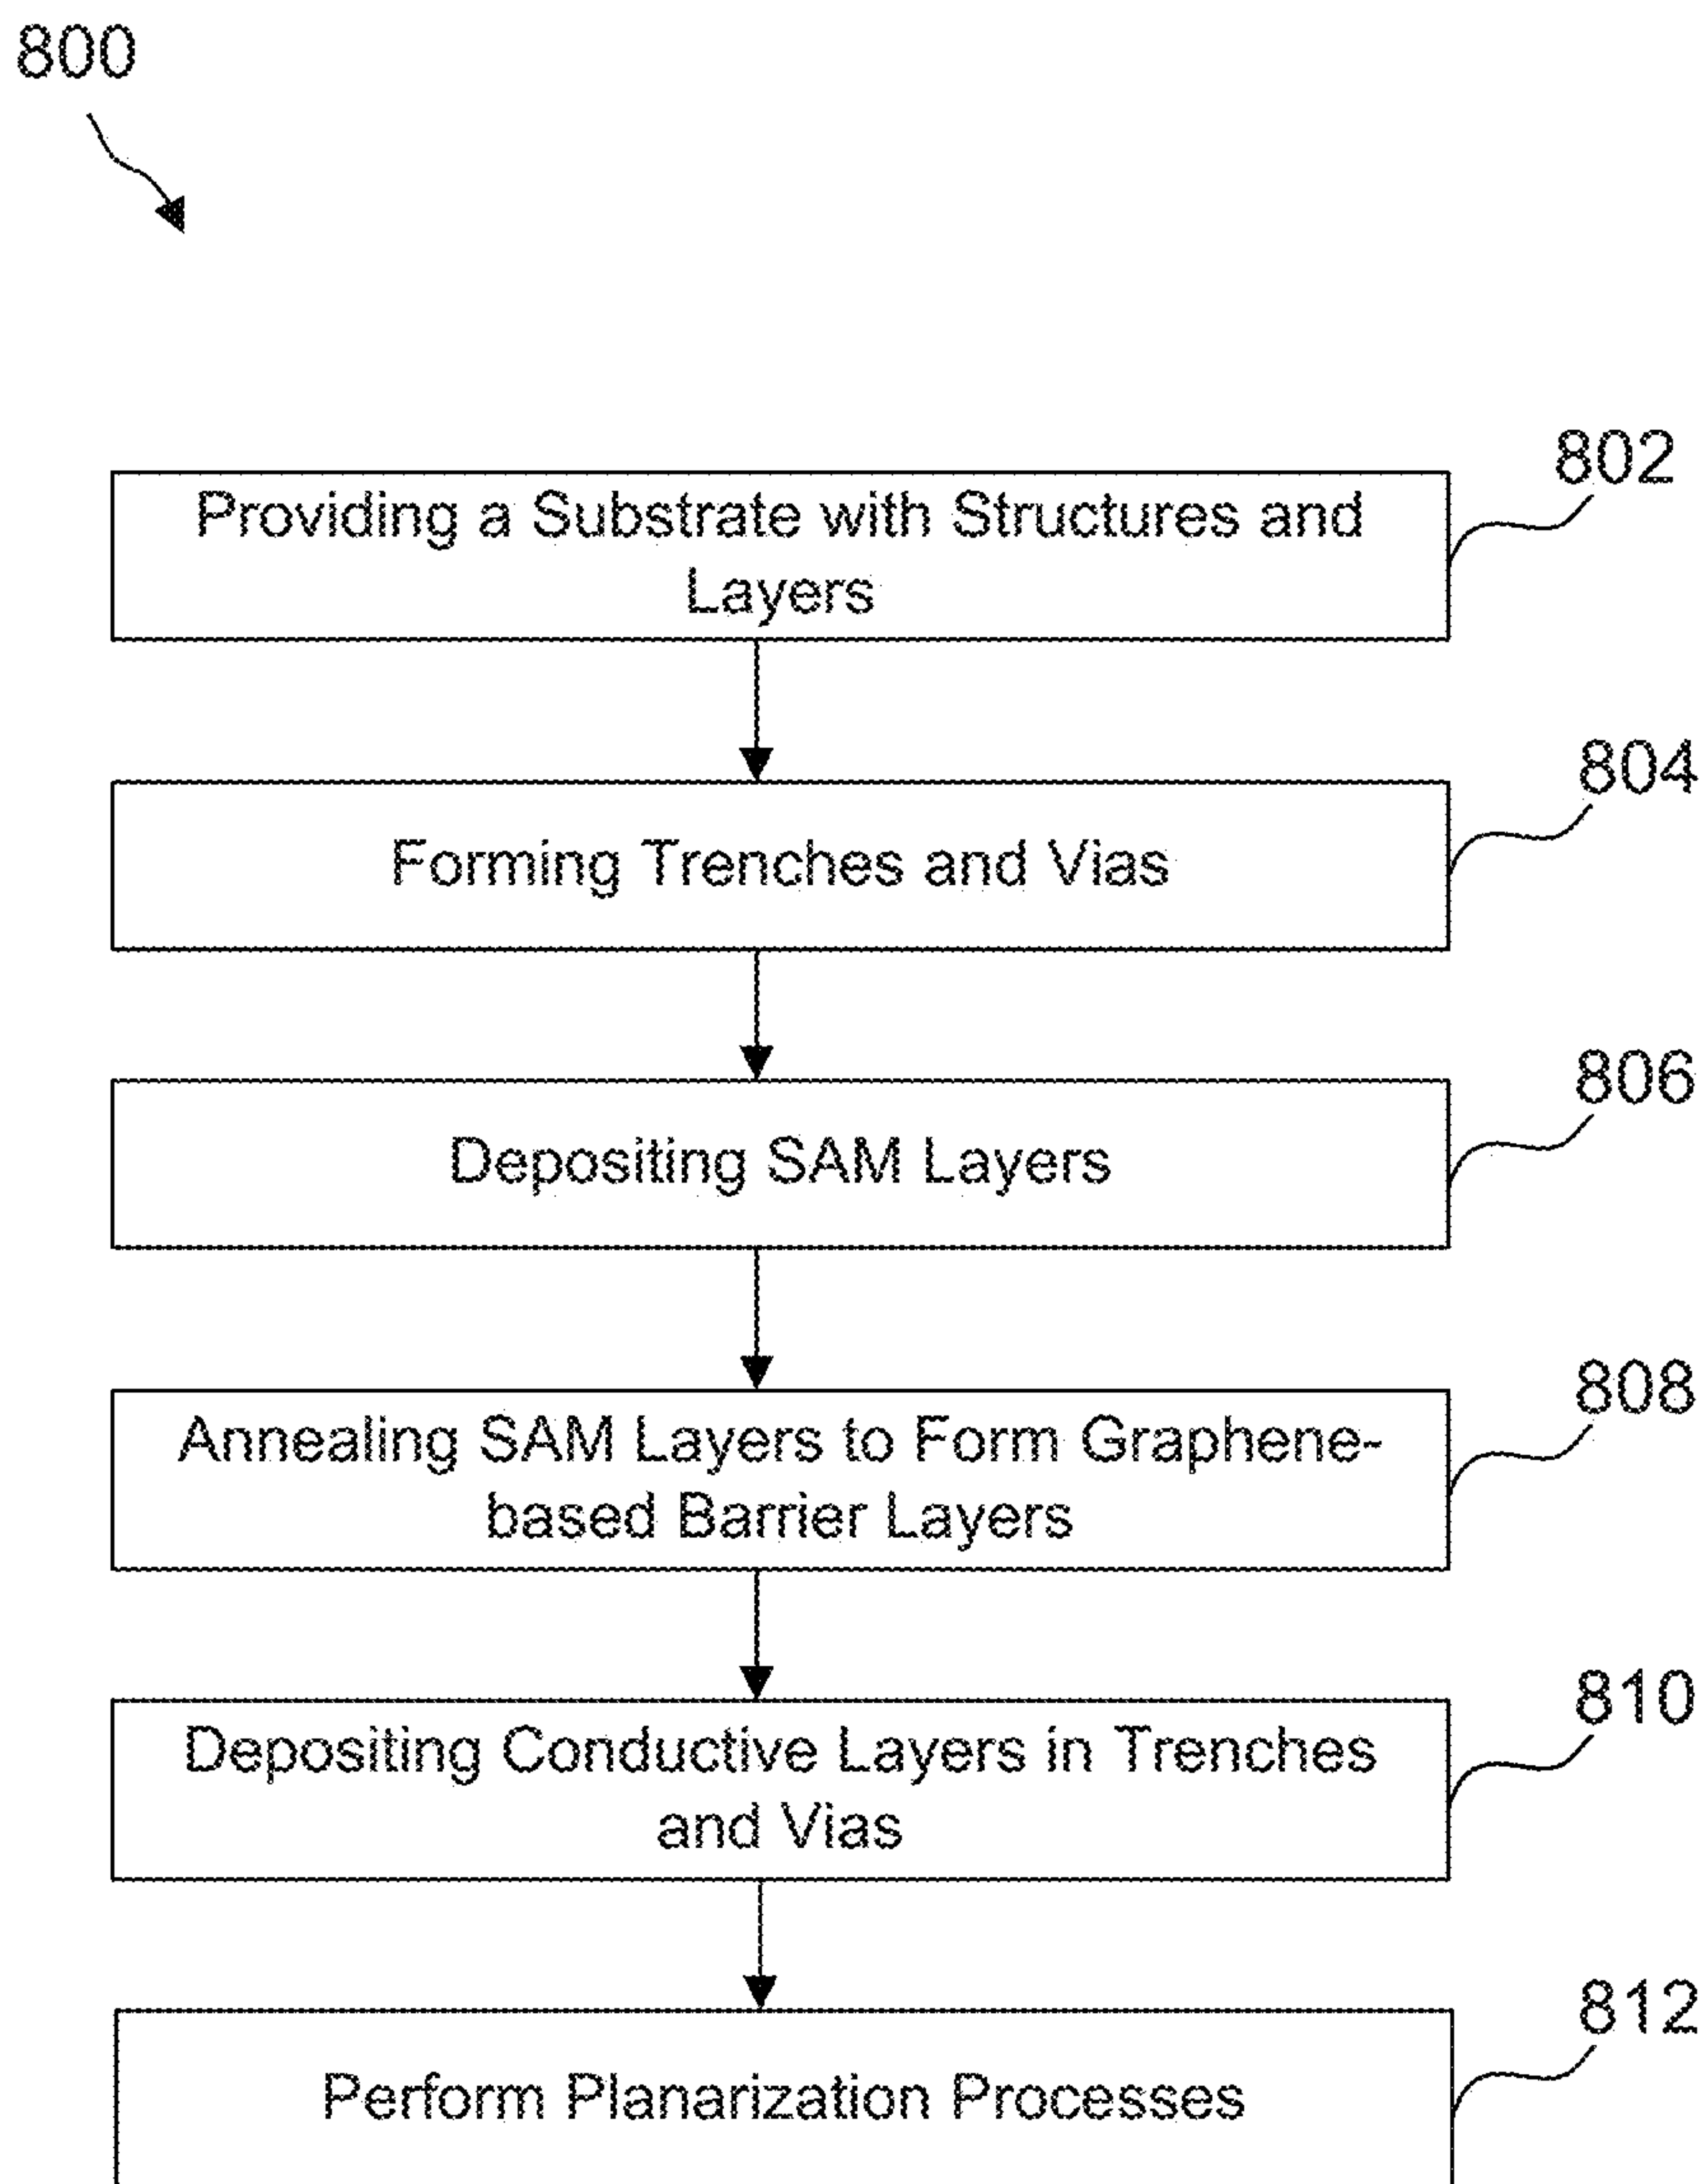 800
802
Providing a Substrate with Structures and
Layers
804
Forming Trenches and Vias
806
Depositing SAM Layers
808
Annealing SAM Layers to Form Graphene-
based Barrier Layers
810
Depositing Conductive Layers in Trenches
and Vias
812
Perform Planarization Processes